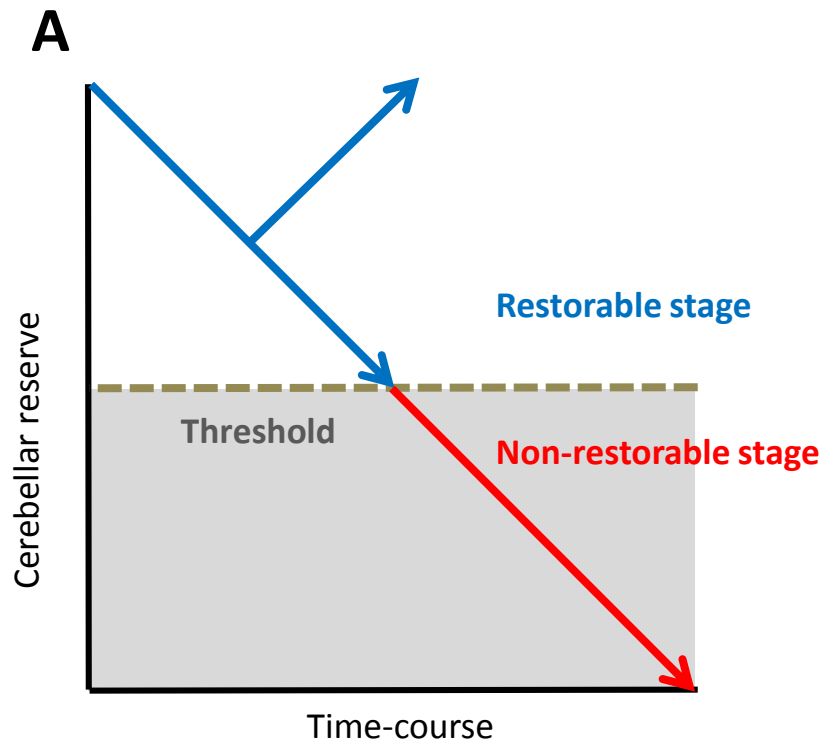 A
Restorable stage
Threshold
Non-restorable stage
Cerebellar reserve
Time-course